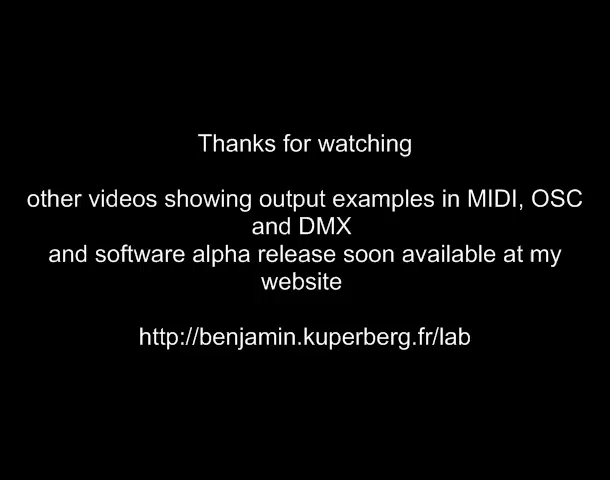 Thanks for watching
other videos showing output examples in MIDI, OSC
and DMX
and software alpha release soon available at my
website
http://benjamin.kuperberg.fr/lab